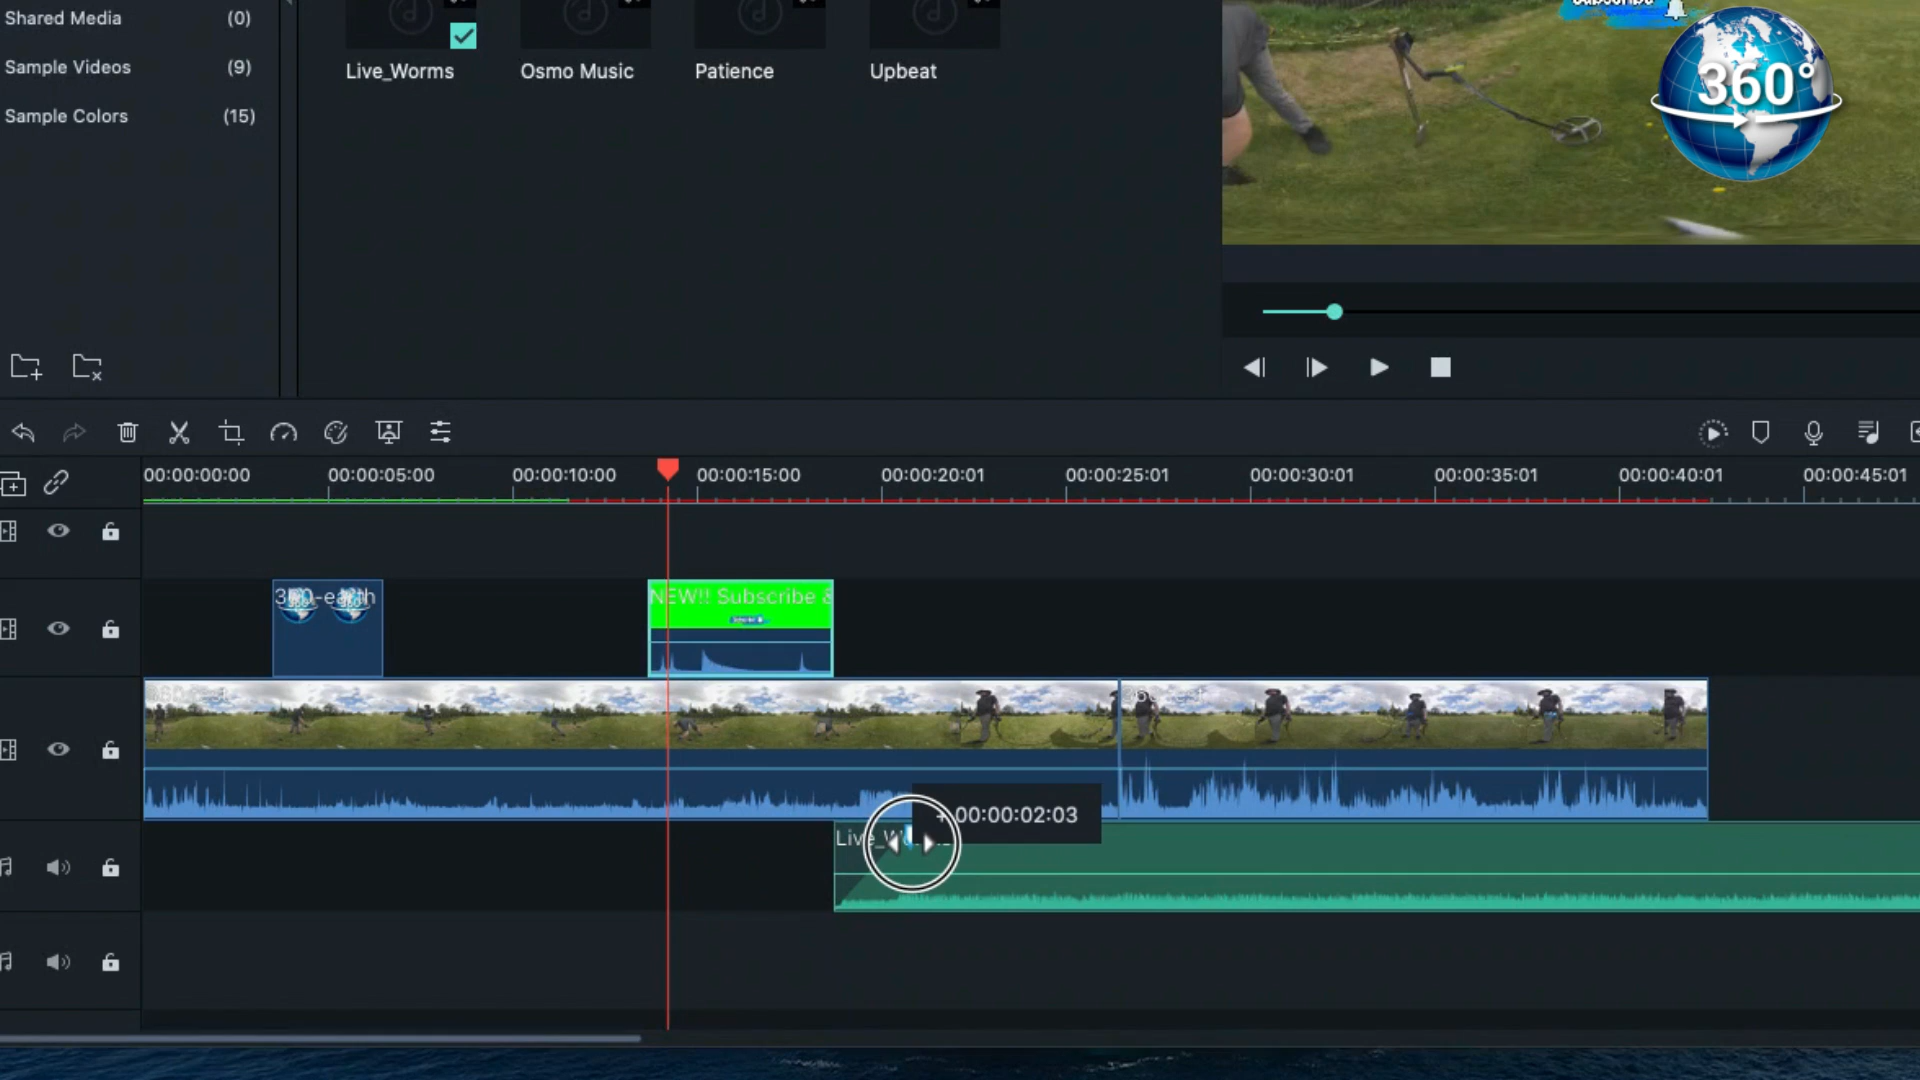 Shared Media (0)
Sample Videos (9)
Sample Colors (15)
Live_Worms
Osmo Music
Patience
Upbeat
Subscribe
360°
00:00:00:00
00:00:05:00
00:00:10:00
00:00:15:00
00:00:20:01
00:00:25:01
00:00:30:01
00:00:35:01
00:00:40:01
00:00:45:01
360-earth
NEW!! Subscribe &
+ 00:00:02:03